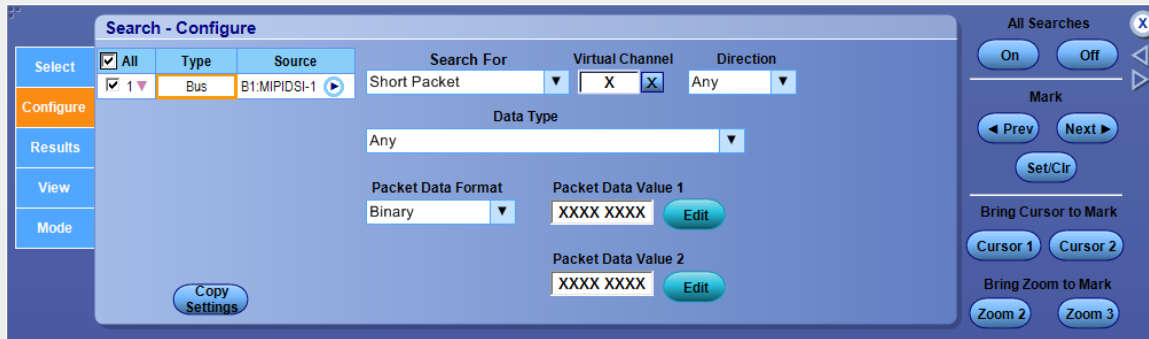 Search - Configure
Select
Configure
Results
View
Mode
All Type Source
1 Bus B1:MIPIDSI-1
Search For Virtual Channel Direction
Short Packet X X Any
Data Type
Any
Packet Data Format Packet Data Value 1
Binary XXXX XXXX Edit
Packet Data Value 2
XXXX XXXX Edit
Copy
Settings
All Searches X
On Off
Mark
◄ Prev Next ►
Set/Clr
Bring Cursor to Mark
Cursor 1 Cursor 2
Bring Zoom to Mark
Zoom 2 Zoom 3